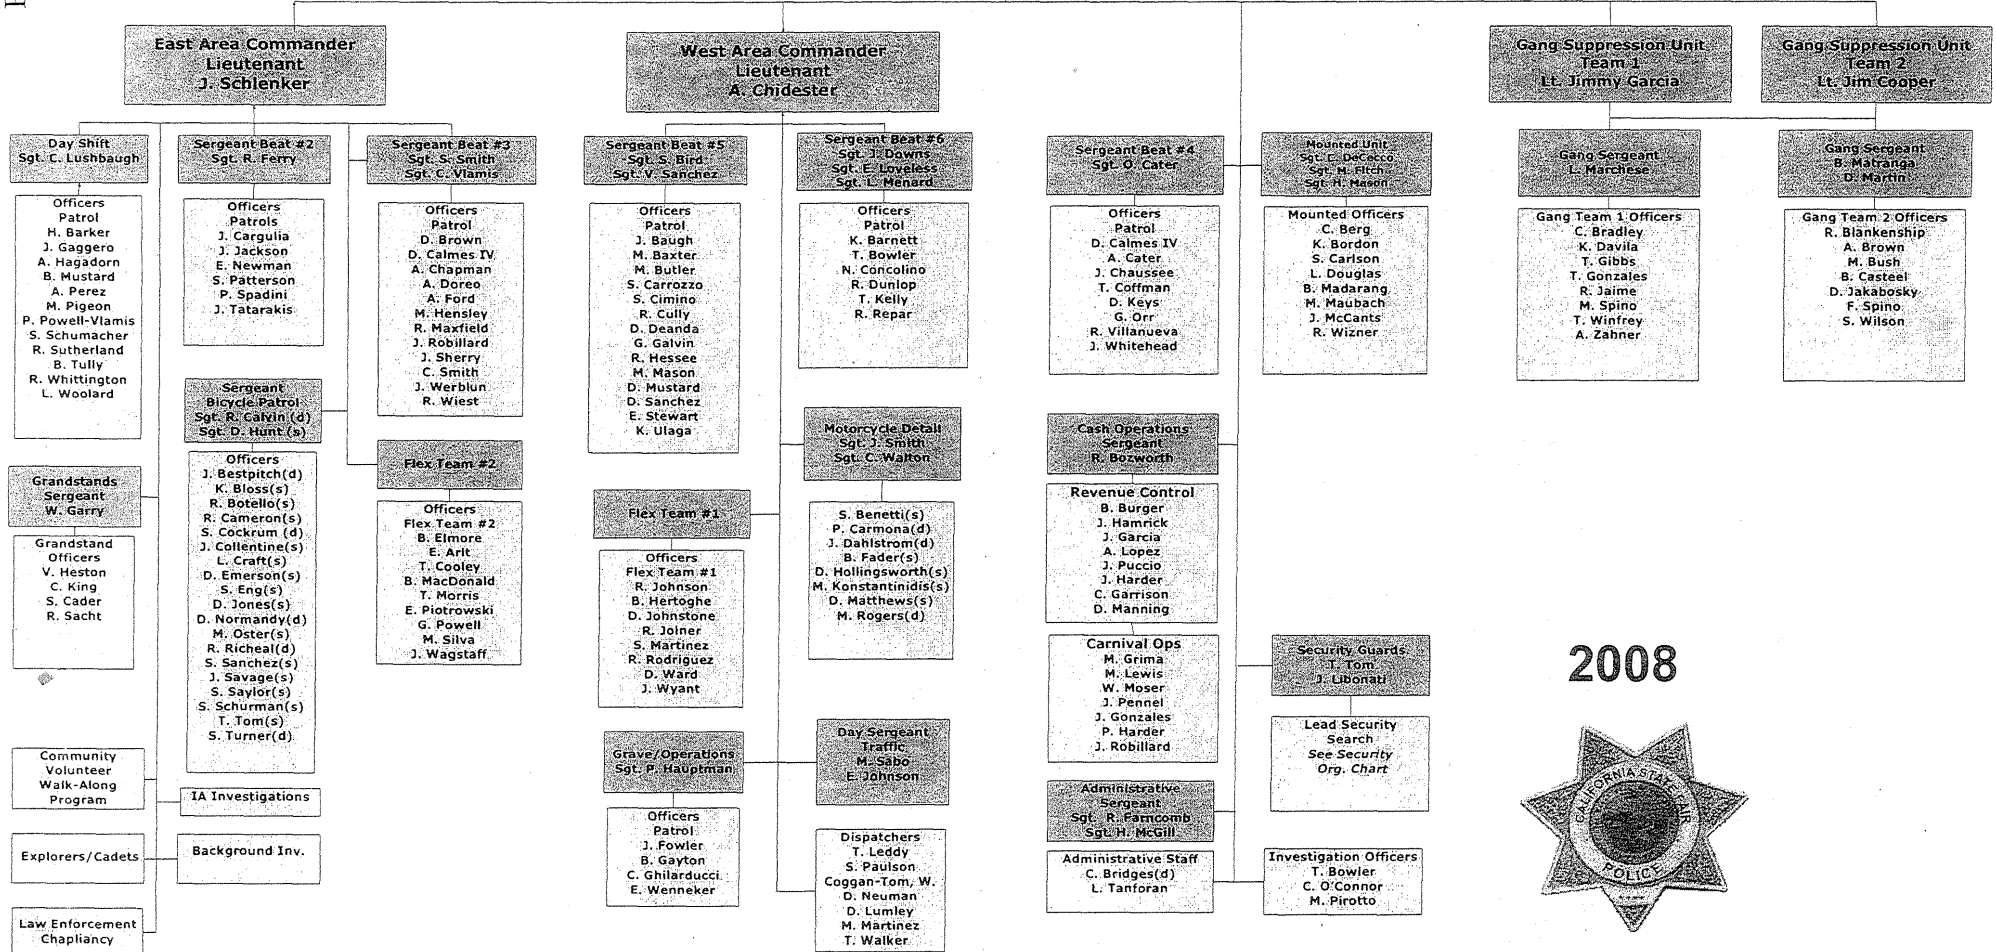 East Area Commander
Lieutenant
J. Schlenker
Day Shift
Sgt. C. Lushbaugh
Officers
Patrol
H. Barker
J. Gaggero
A. Hagadorn
B. Mustard
A. Perez
M. Pigeon
P. Powell-Vlamis
S. Schumacher
R. Sutherland
B. Tully
R. Whittington
L. Woolard
Grandstands
Sergeant
W. Garry
Grandstand
Officers
V. Heston
C. King
S. Cader
R. Sacht
Community
Volunteer
Walk-Along
Program
Explorers/Cadets
Law Enforcement
Chapliancy
Sergeant Beat #2
Sgt. R. Ferry
Officers
Patrols
J. Cargulia
J. Jackson
E. Newman
S. Patterson
P. Spadini
J. Tatarakis
Sergeant
Bicycle Patrol
Sgt. R. Calvin (d)
Sgt. D. Hunt (s)
Officers
J. Bestpitch(d)
K. Bloss(s)
R. Botello(s)
R. Cameron(s)
S. Cockrum (d)
J. Collentine(s)
L. Craft(s)
D. Emerson(s)
S. Eng(s)
D. Jones(s)
D. Normandy(d)
M. Oster(s)
R. Richeal(d)
S. Sanchez(s)
J. Savage(s)
S. Saylor(s)
S. Schurman(s)
T. Tom(s)
S. Turner(d)
IA Investigations
Background Inv.
Sergeant Beat #3
Sgt. S. Smith
Sgt. C. Vlamis
Officers
Patrol
D. Brown
D. Calmes IV
A. Chapman
A. Doreo
A. Ford
M. Hensley
R. Maxfield
J. Robillard
J. Sherry
C. Smith
J. Werblun
R. Wiest
Flex Team #2
Officers
Flex Team #2
B. Elmore
E. Arlt
T. Cooley
B. MacDonald
T. Morris
E. Piotrowski
G. Powell
M. Silva
J. Wagstaff
West Area Commander
Lieutenant
A. Chidester
Sergeant Beat #5
Sgt. S. Bird
Sgt. V. Sanchez
Officers
Patrol
J. Baugh
M. Baxter
M. Butler
S. Carrozzo
S. Cimino
R. Cully
D. Deanda
G. Galvin
R. Hessee
M. Mason
D. Mustard
D. Sanchez
E. Stewart
K. Ulaga
Flex Team #1
Officers
Flex Team #1
R. Johnson
B. Hertoghe
D. Johnstone
R. Joiner
S. Martinez
R. Rodriguez
D. Ward
J. Wyant
Grave/Operations
Sgt. P. Hauptman
Officers
Patrol
J. Fowler
B. Gayton
C. Ghilarducci
E. Wenneker
Sergeant Beat #6
Sgt. J. Downs
Sgt. E. Loveless
Sgt. L. Menard
Officers
Patrol
K. Barnett
T. Bowler
N. Concolino
R. Dunlop
T. Kelly
R. Repar
Motorcycle Detail
Sgt. J. Smith
Sgt. C. Walton
S. Benetti(s)
P. Carmona(d)
J. Dahlstrom(d)
B. Fader(s)
D. Hollingsworth(s)
M. Konstantinidis(s)
D. Matthews(s)
M. Rogers(d)
Day Sergeant
Traffic
M. Sabo
E. Johnson
Dispatchers
T. Leddy
S. Paulson
Coggan-Tom, W.
D. Neuman
D. Lumley
M. Martinez
T. Walker
Sergeant Beat #4
Sgt. O. Cater
Officers
Patrol
D. Calmes IV
A. Cater
J. Chaussee
T. Coffman
D. Keys
G. Orr
R. Villanueva
J. Whitehead
Mounted Unit
Sgt. E. DeCecco
Sgt. M. Fitch
Sgt. H. Mason
Mounted Officers
C. Berg
K. Bordon
S. Carlson
L. Douglas
B. Madarang
M. Maubach
J. McCants
R. Wizner
Cash Operations
Sergeant
R. Bozworth
Revenue Control
B. Burger
J. Hamrick
J. Garcia
A. Lopez
J. Puccio
J. Harder
C. Garrison
D. Manning
Carnival Ops
M. Grima
M. Lewis
W. Moser
J. Pennel
J. Gonzales
P. Harder
J. Robillard
Security Guards
T. Tom
J. Libonati
Lead Security
Search
See Security
Org. Chart
Administrative
Sergeant
Sgt. R. Farncomb
Sgt. H. McGill
Administrative Staff
C. Bridges(d)
L. Tanforan
Investigation Officers
T. Bowler
C. O'Connor
M. Pirotto
Gang Suppression Unit
Team 1
Lt. Jimmy Garcia
Gang Sergeant
L. Marchese
Gang Team 1 Officers
C. Bradley
K. Davila
T. Gibbs
T. Gonzales
R. Jaime
M. Spino
T. Winfrey
A. Zahner
Gang Suppression Unit
Team 2
Lt. Jim Cooper
Gang Sergeant
B. Matranga
D. Martin
Gang Team 2 Officers
R. Blankenship
A. Brown
M. Bush
B. Casteel
D. Jakabosky
F. Spino
S. Wilson
2008
CALIFORNIA STATE FAIR
POLICE